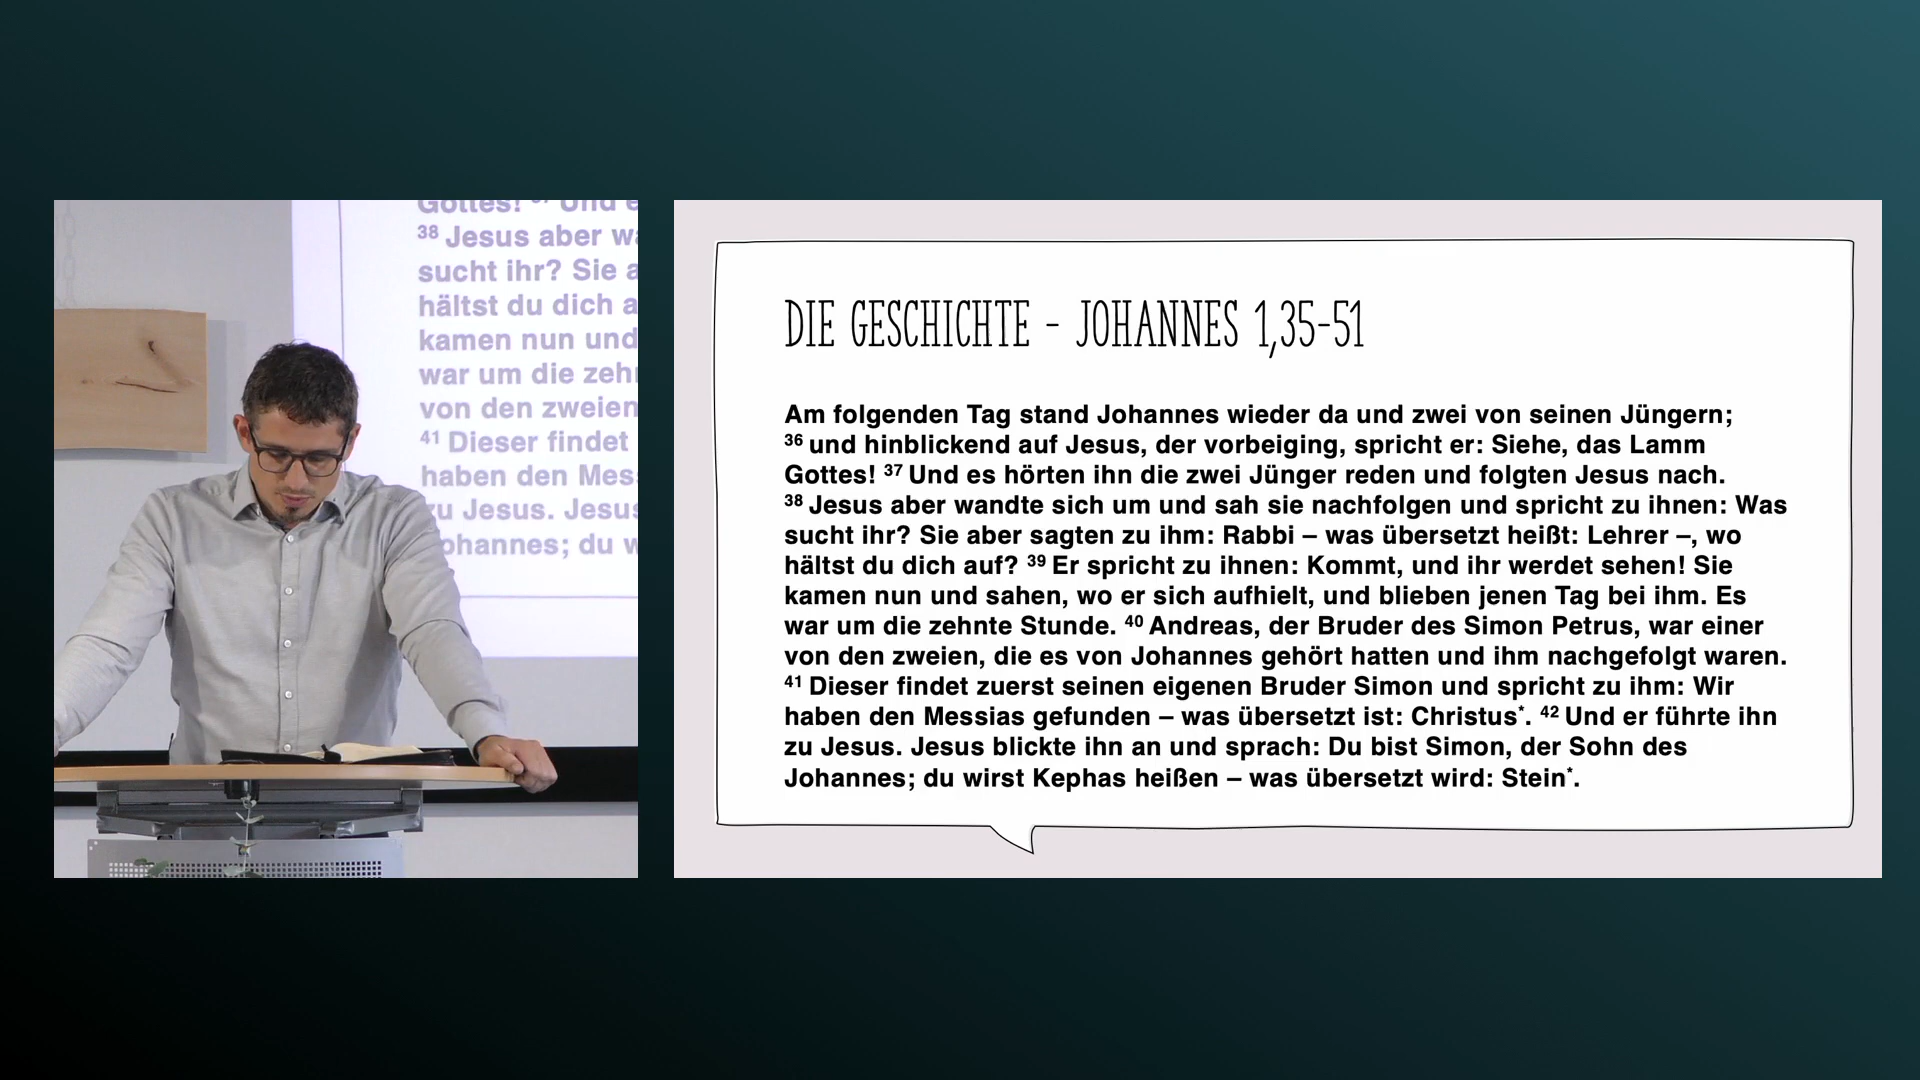 Gottes! 37 Und e
38 Jesus aber wa
sucht ihr? Sie a
hältst du dich a
kamen nun und
war um die zehn
von den zweien
41 Dieser findet
haben den Mess
zu Jesus. Jesus
ohannes; du w
DIE GESCHICHTE - JOHANNES 1,35-51
Am folgenden Tag stand Johannes wieder da und zwei von seinen Jüngern;
36 und hinblickend auf Jesus, der vorbeiging, spricht er: Siehe, das Lamm
Gottes! 37 Und es hörten ihn die zwei Jünger reden und folgten Jesus nach.
38 Jesus aber wandte sich um und sah sie nachfolgen und spricht zu ihnen: Was
sucht ihr? Sie aber sagten zu ihm: Rabbi – was übersetzt heißt: Lehrer –, wo
hältst du dich auf? 39 Er spricht zu ihnen: Kommt, und ihr werdet sehen! Sie
kamen nun und sahen, wo er sich aufhielt, und blieben jenen Tag bei ihm. Es
war um die zehnte Stunde. 40 Andreas, der Bruder des Simon Petrus, war einer
von den zweien, die es von Johannes gehört hatten und ihm nachgefolgt waren.
41 Dieser findet zuerst seinen eigenen Bruder Simon und spricht zu ihm: Wir
haben den Messias gefunden – was übersetzt ist: Christus*. 42 Und er führte ihn
zu Jesus. Jesus blickte ihn an und sprach: Du bist Simon, der Sohn des
Johannes; du wirst Kephas heißen – was übersetzt wird: Stein*.